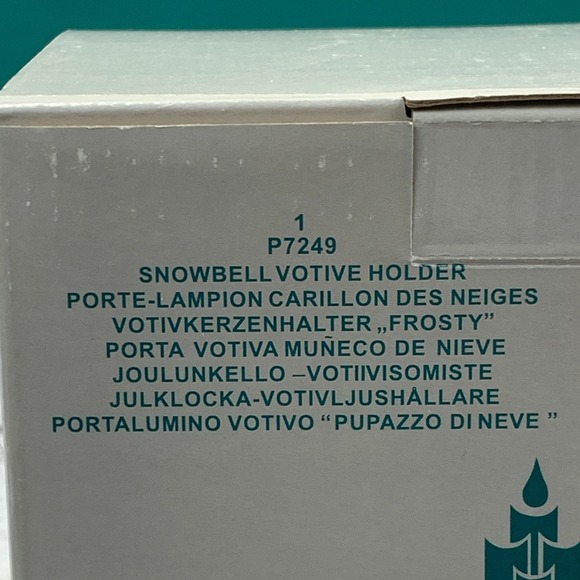 1
P7249
SNOWBELL VOTIVE HOLDER
PORTE-LAMPION CARILLON DES NEIGES
VOTIVKERZENHALTER „FROSTY”
PORTA VOTIVA MUÑECO DE NIEVE
JOULUNKELLO –VOTIIVISOMISTE
JULKLOCKA-VOTIVLJUSHÅLLARE
PORTALUMINO VOTIVO “PUPAZZO DI NEVE ”